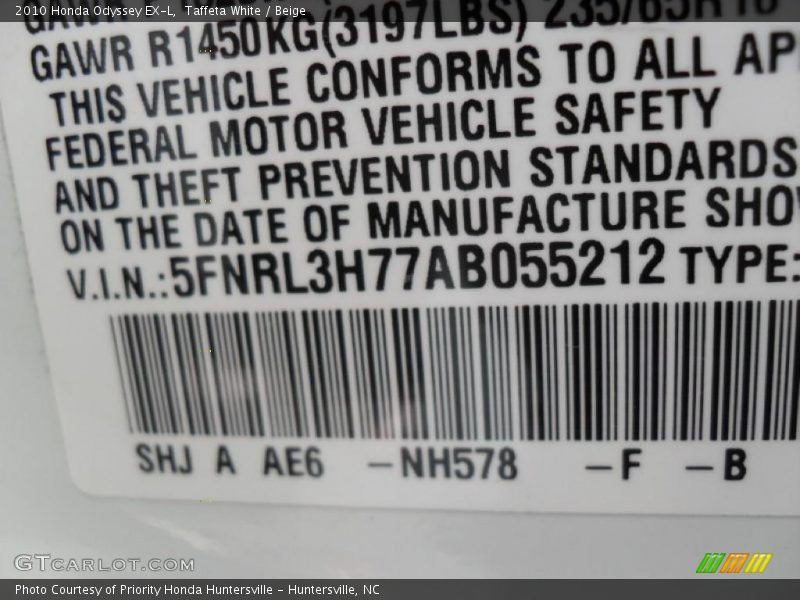 2010 Honda Odyssey EX-L, Taffeta White / Beige
GAWR R1450KG(3197LBS) 235/65R16
THIS VEHICLE CONFORMS TO ALL AP
FEDERAL MOTOR VEHICLE SAFETY
AND THEFT PREVENTION STANDARDS
ON THE DATE OF MANUFACTURE SHO
V.I.N.:5FNRL3H77AB055212 TYPE:
SHJ A AE6 -NH578 -F -B
GTCARLOT.COM
Photo Courtesy of Priority Honda Huntersville - Huntersville, NC